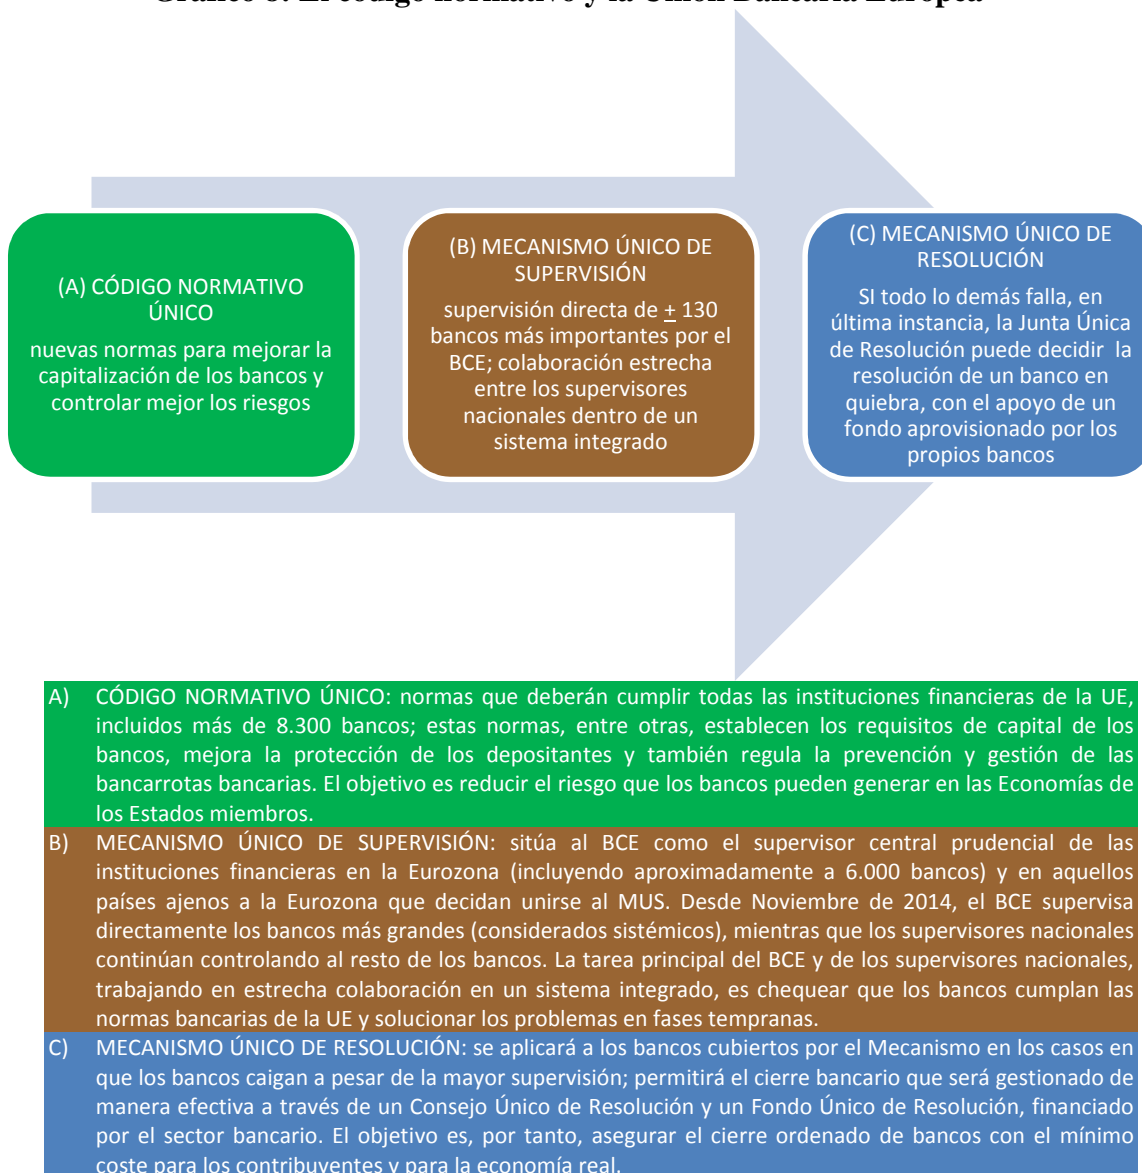 Gráfico 8: El código normativo y la Unión Bancaria Europea
(A) CÓDIGO NORMATIVO
ÚNICO
nuevas normas para mejorar la
capitalización de los bancos y
controlar mejor los riesgos
(B) MECANISMO ÚNICO DE
SUPERVISIÓN
supervisión directa de + 130
bancos más importantes por el
BCE; colaboración estrecha
entre los supervisores
nacionales dentro de un
sistema integrado
(C) MECANISMO ÚNICO DE
RESOLUCIÓN
SI todo lo demás falla, en
última instancia, la Junta Única
de Resolución puede decidir la
resolución de un banco en
quiebra, con el apoyo de un
fondo aprovisionado por los
propios bancos
A) CÓDIGO NORMATIVO ÚNICO: normas que deberán cumplir todas las instituciones financieras de la UE,
incluidos más de 8.300 bancos; estas normas, entre otras, establecen los requisitos de capital de los
bancos, mejora la protección de los depositantes y también regula la prevención y gestión de las
bancarrotas bancarias. El objetivo es reducir el riesgo que los bancos pueden generar en las Economías de
los Estados miembros.
B) MECANISMO ÚNICO DE SUPERVISIÓN: sitúa al BCE como el supervisor central prudencial de las
instituciones financieras en la Eurozona (incluyendo aproximadamente a 6.000 bancos) y en aquellos
países ajenos a la Eurozona que decidan unirse al MUS. Desde Noviembre de 2014, el BCE supervisa
directamente los bancos más grandes (considerados sistémicos), mientras que los supervisores nacionales
continúan controlando al resto de los bancos. La tarea principal del BCE y de los supervisores nacionales,
trabajando en estrecha colaboración en un sistema integrado, es chequear que los bancos cumplan las
normas bancarias de la UE y solucionar los problemas en fases tempranas.
C) MECANISMO ÚNICO DE RESOLUCIÓN: se aplicará a los bancos cubiertos por el Mecanismo en los casos en
que los bancos caigan a pesar de la mayor supervisión; permitirá el cierre bancario que será gestionado de
manera efectiva a través de un Consejo Único de Resolución y un Fondo Único de Resolución, financiado
por el sector bancario. El objetivo es, por tanto, asegurar el cierre ordenado de bancos con el mínimo
coste para los contribuyentes y para la economía real.